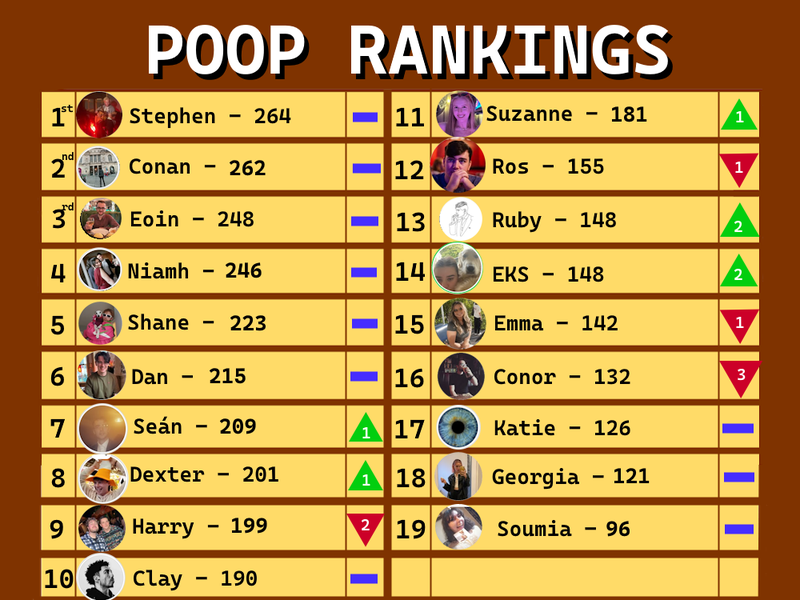 POOP RANKINGS
1st Stephen - 264
2nd Conan - 262
3rd Eoin - 248
4 Niamh - 246
5 Shane - 223
6 Dan - 215
7 Seán - 209 1
8 Dexter - 201 1
9 Harry - 199 2
10 Clay - 190
11 Suzanne - 181 1
12 Ros - 155 1
13 Ruby - 148 2
14 EKS - 148 2
15 Emma - 142 1
16 Conor - 132 3
17 Katie - 126
18 Georgia - 121
19 Soumia - 96